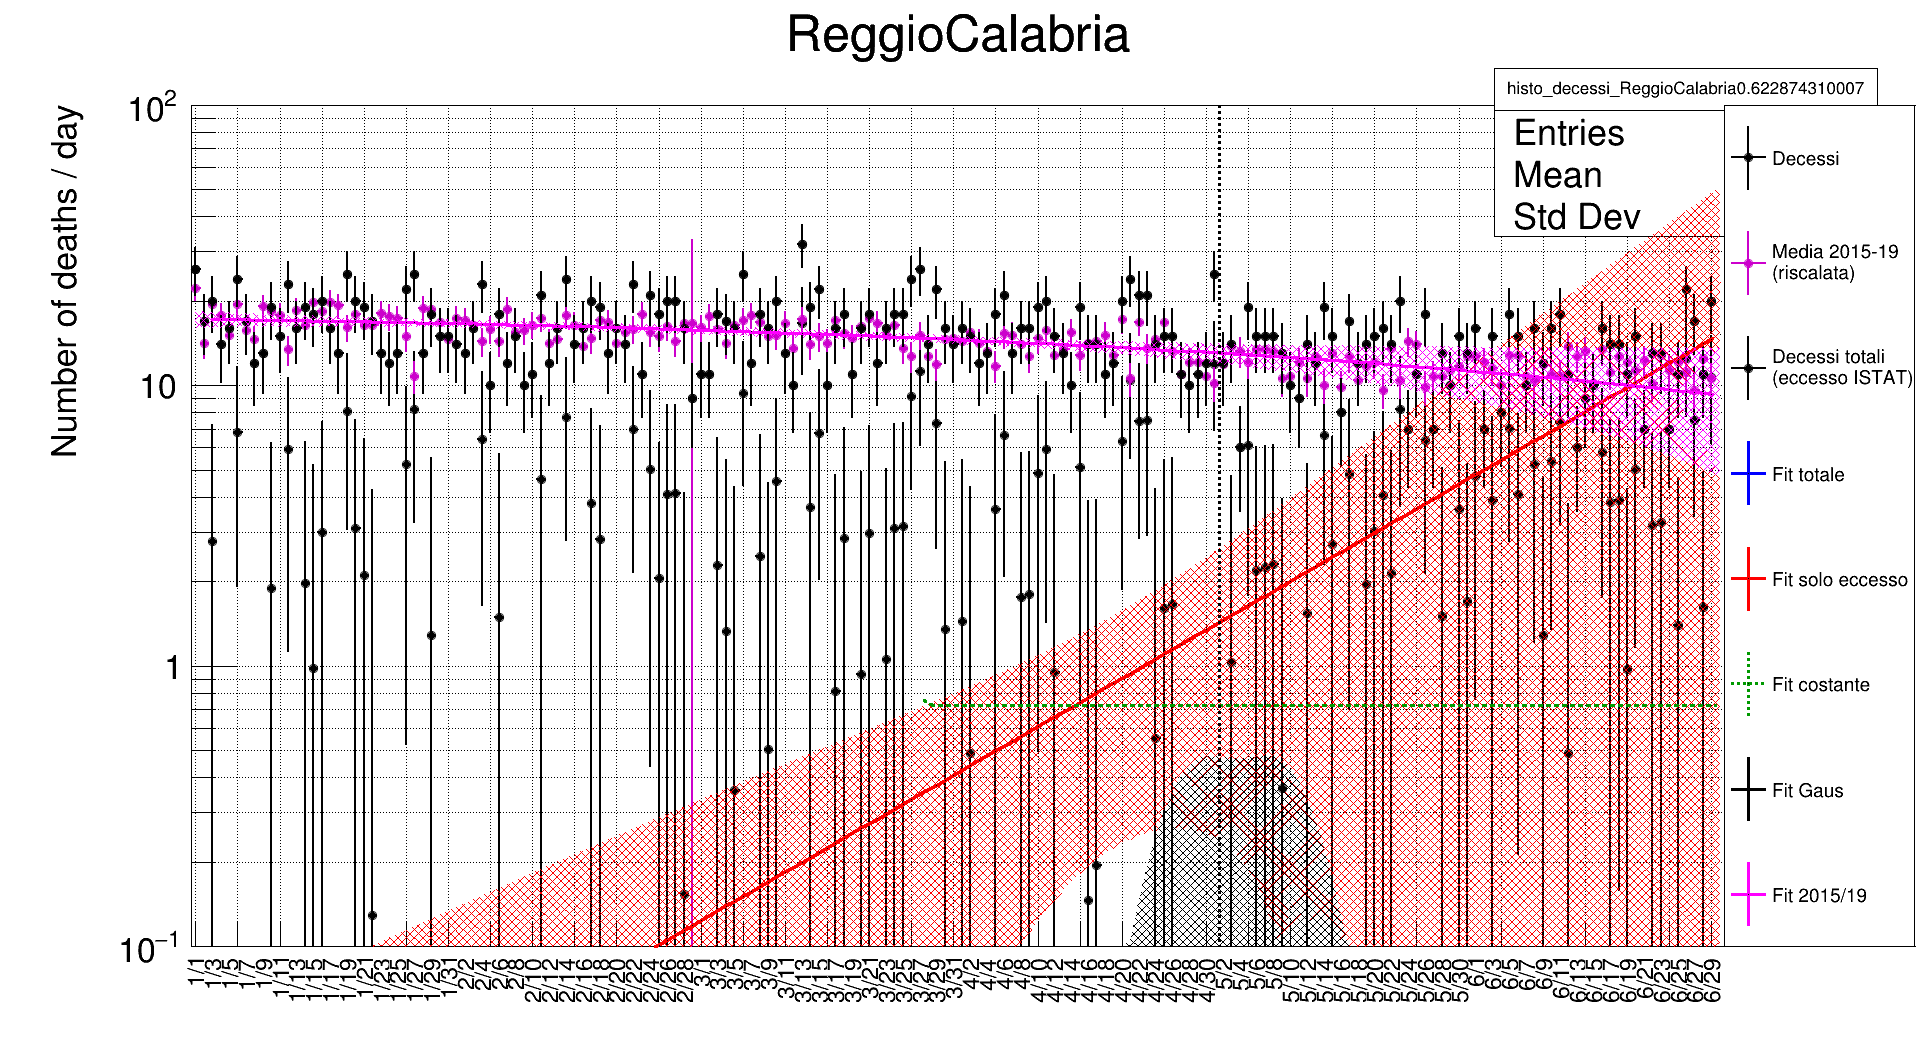 ReggioCalabria
histo_decessi_ReggioCalabria0.622874310007
Entries
Mean
Std Dev
Number of deaths / day
10²
10
1
10⁻¹
Decessi
Media 2015-19
(riscalata)
Decessi totali
(eccesso ISTAT)
Fit totale
Fit solo eccesso
Fit costante
Fit Gaus
Fit 2015/19
1/1 1/3 1/5 1/7 1/9 1/11 1/13 1/15 1/17 1/19 1/21 1/23 1/25 1/27 1/29 1/31 2/2 2/4 2/6 2/8 2/10 2/12 2/14 2/16 2/18 2/20 2/22 2/24 2/26 2/28 3/1 3/3 3/5 3/7 3/9 3/11 3/13 3/15 3/17 3/19 3/21 3/23 3/25 3/27 3/29 3/31 4/2 4/4 4/6 4/8 4/10 4/12 4/14 4/16 4/18 4/20 4/22 4/24 4/26 4/28 4/30 5/2 5/4 5/6 5/8 5/10 5/12 5/14 5/16 5/18 5/20 5/22 5/24 5/26 5/28 5/30 6/1 6/3 6/5 6/7 6/9 6/11 6/13 6/15 6/17 6/19 6/21 6/23 6/25 6/27 6/29